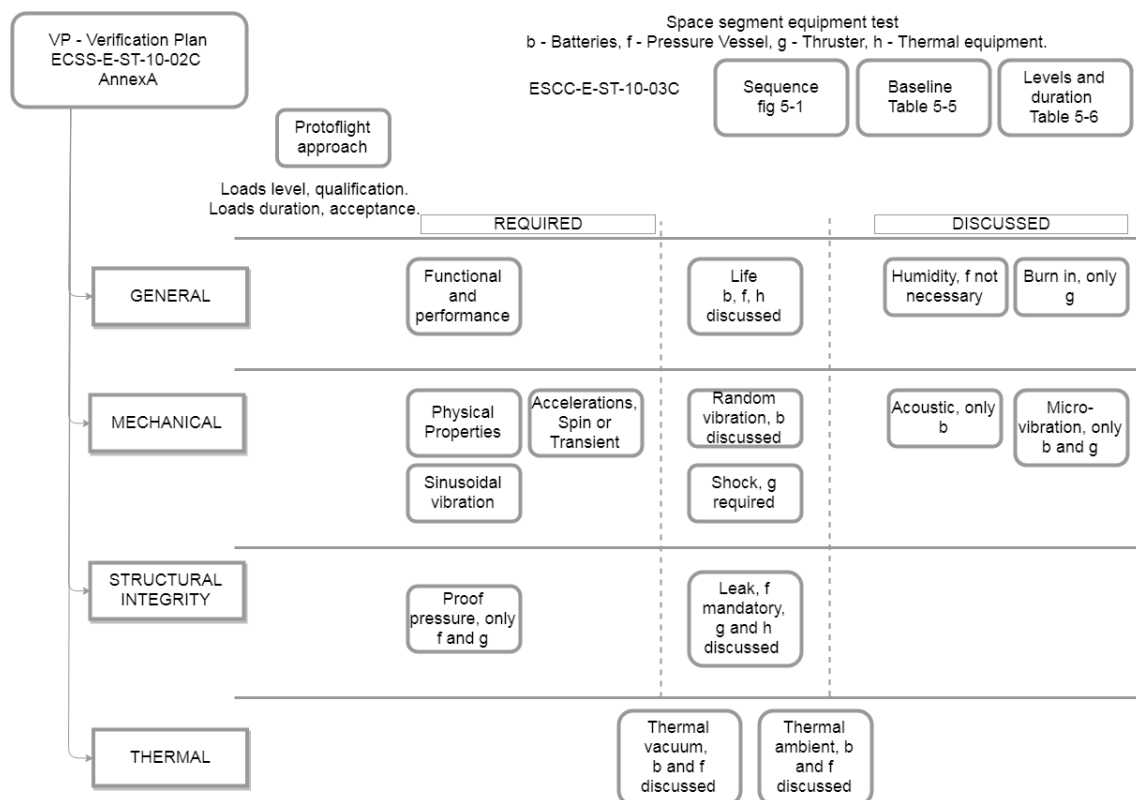 VP - Verification Plan
ECSS-E-ST-10-02C
AnnexA
Space segment equipment test
b - Batteries, f - Pressure Vessel, g - Thruster, h - Thermal equipment.
ESCC-E-ST-10-03C
Sequence
fig 5-1
Baseline
Table 5-5
Levels and
duration
Table 5-6
Protoflight
approach
Loads level, qualification.
Loads duration, acceptance.
REQUIRED
DISCUSSED
GENERAL
Functional
and
performance
Life
b, f, h
discussed
Humidity, f not
necessary
Burn in, only
g
MECHANICAL
Physical
Properties
Accelerations,
Spin or
Transient
Random
vibration, b
discussed
Acoustic, only
b
Micro-
vibration, only
b and g
Sinusoidal
vibration
Shock, g
required
STRUCTURAL
INTEGRITY
Proof
pressure, only
f and g
Leak, f
mandatory,
g and h
discussed
THERMAL
Thermal
vacuum,
b and f
discussed
Thermal
ambient, b
and f
discussed